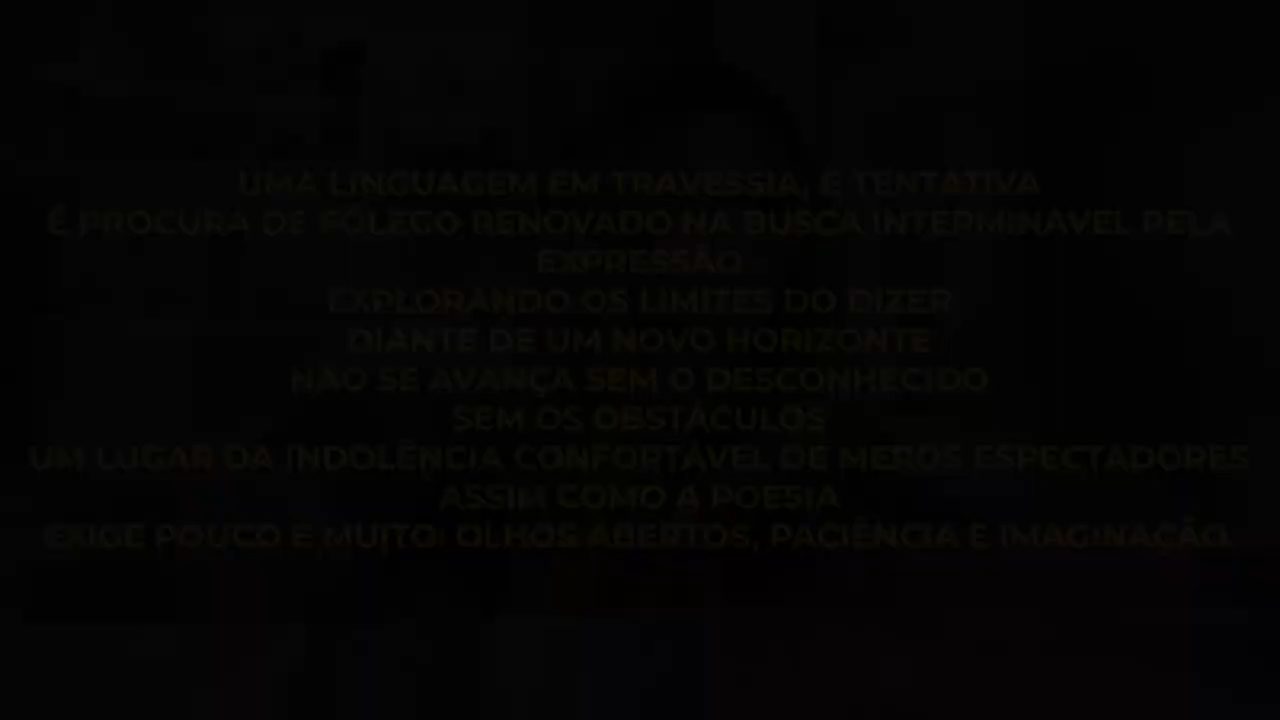 UMA LINGUAGEM EM TRAVESSIA, É TENTATIVA
É PROCURA DE FÔLEGO RENOVADO NA BUSCA INTERMINAVEL PELA
EXPRESSÃO
EXPLORANDO OS LIMITES DO DIZER
DIANTE DE UM NOVO HORIZONTE
NÃO SE AVANÇA SEM O DESCONHECIDO
SEM OS OBSTÁCULOS
UM LUGAR DA INDOLÊNCIA CONFORTÁVEL DE MEROS ESPECTADORES
ASSIM COMO A POESIA
EXIGE POUCO E MUITO: OLHOS ABERTOS, PACIÊNCIA E IMAGINAÇÃO